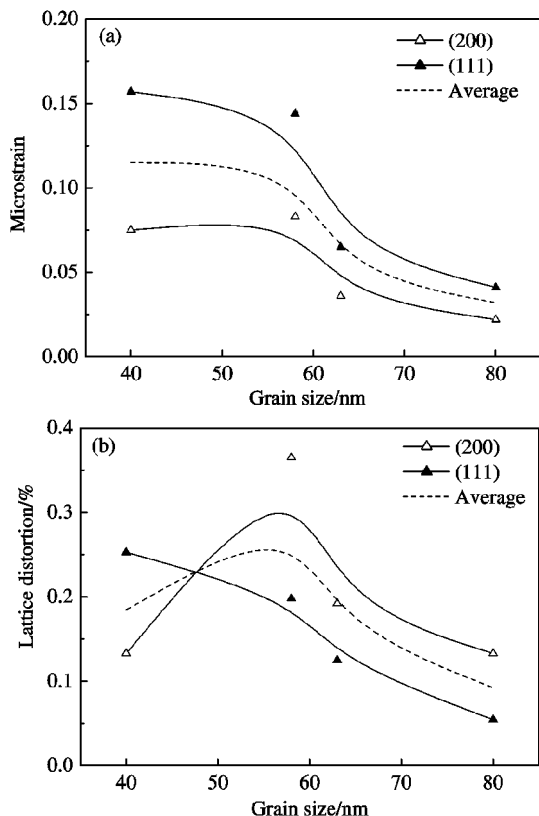 0.20
(a)
(200)
(111)
Average
0.15
0.10
0.05
0.00
Microstrain
40 50 60 70 80
Grain size/nm
0.4
(b)
(200)
(111)
Average
0.3
0.2
0.1
0.0
Lattice distortion/%
40 50 60 70 80
Grain size/nm